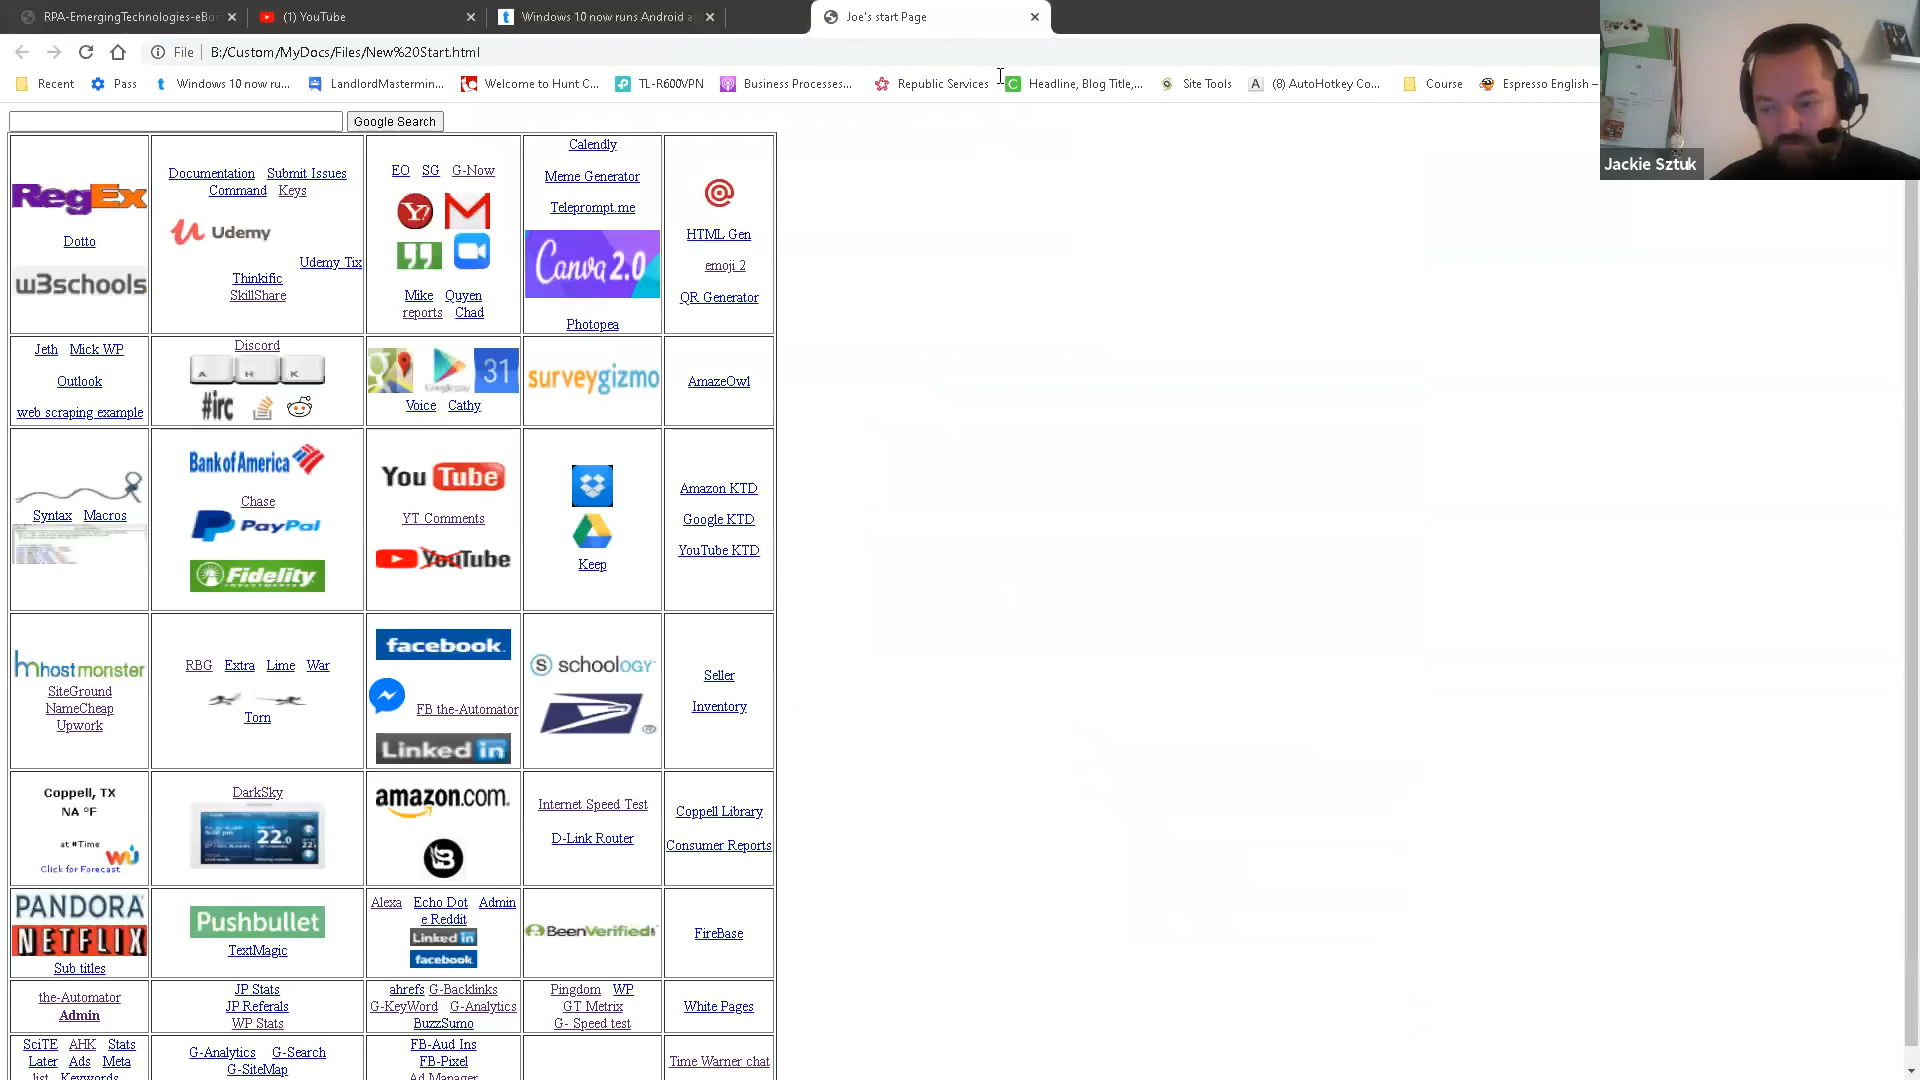 RPA-EmergingTechnologies-eBo
(1) YouTube
Windows 10 now runs Android a
Joe's start Page
File
B:/Custom/MyDocs/Files/New%20Start.html
Recent
Pass
Windows 10 now ru...
LandlordMastermin...
Welcome to Hunt C...
TL-R600VPN
Business Processes...
Republic Services
Headline, Blog Title,...
Site Tools
(8) AutoHotkey Co...
Course
Espresso English –
Jackie Sztuk
Google Search
RegEx
Dotto
w3schools
Documentation Submit Issues
Command Keys
Udemy
Udemy Tix
Thinkific
SkillShare
EO SG G-Now
Mike Quyen
reports Chad
Calendly
Meme Generator
Teleprompt.me
Canva 2.0
Photopea
HTML Gen
emoji 2
QR Generator
Jeth Mick WP
Outlook
web scraping example
Discord
A H K
#irc
31
Voice Cathy
surveygizmo
AmazeOwl
Syntax Macros
Bank of America
Chase
PayPal
Fidelity
INVESTMENTS
YouTube
YT Comments
YouTube
Keep
Amazon KTD
Google KTD
YouTube KTD
hostmonster
SiteGround
NameCheap
Upwork
RBG Extra Lime War
Torn
facebook.
FB the-Automator
Linked in
schoology
Seller
Inventory
Coppell, TX
NA °F
at #Time
wu
Click for Forecast
DarkSky
22.0
amazon.com.
Internet Speed Test
D-Link Router
Coppell Library
Consumer Reports
PANDORA
NETFLIX
Sub titles
Pushbullet
TextMagic
Alexa Echo Dot Admin
e Reddit
Linked in
facebook.
BeenVerified
FireBase
the-Automator
Admin
JP Stats
JP Referals
WP Stats
ahrefs G-Backlinks
G-KeyWord G-Analytics
BuzzSumo
Pingdom WP
GT Metrix
G- Speed test
White Pages
SciTE AHK Stats
Later Ads Meta
list Keywords
G-Analytics G-Search
G-SiteMap
FB-Aud Ins
FB-Pixel
Ad Manager
Time Warner chat